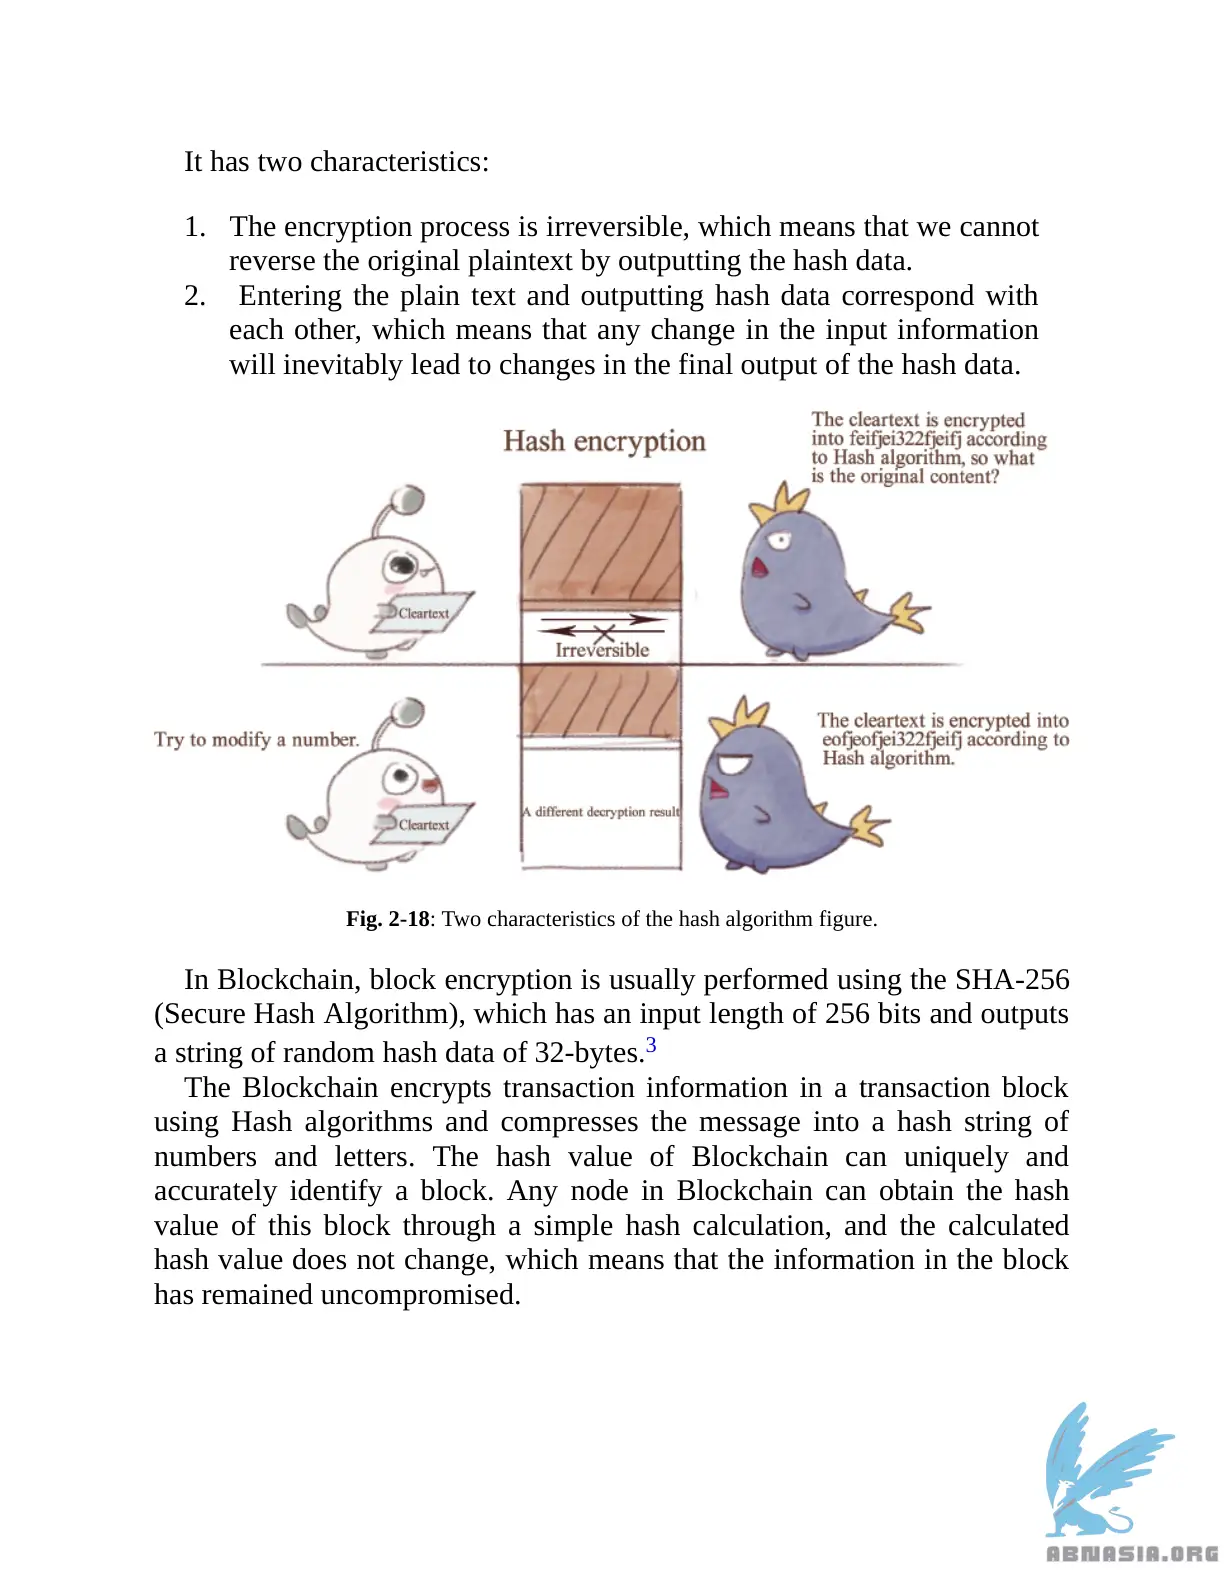 It has two characteristics:
1. The encryption process is irreversible, which means that we cannot
reverse the original plaintext by outputting the hash data.
2. Entering the plain text and outputting hash data correspond with
each other, which means that any change in the input information
will inevitably lead to changes in the final output of the hash data.
Hash encryption
The cleartext is encrypted
into feifjei322fjeifj according
to Hash algorithm, so what
is the original content?
Cleartext
Irreversible
Try to modify a number.
Cleartext
A different decryption result
The cleartext is encrypted into
eofjeofjei322fjeifj according to
Hash algorithm.
Fig. 2-18: Two characteristics of the hash algorithm figure.
In Blockchain, block encryption is usually performed using the SHA-256
(Secure Hash Algorithm), which has an input length of 256 bits and outputs
a string of random hash data of 32-bytes.3
The Blockchain encrypts transaction information in a transaction block
using Hash algorithms and compresses the message into a hash string of
numbers and letters. The hash value of Blockchain can uniquely and
accurately identify a block. Any node in Blockchain can obtain the hash
value of this block through a simple hash calculation, and the calculated
hash value does not change, which means that the information in the block
has remained uncompromised.
ABNASIA.ORG